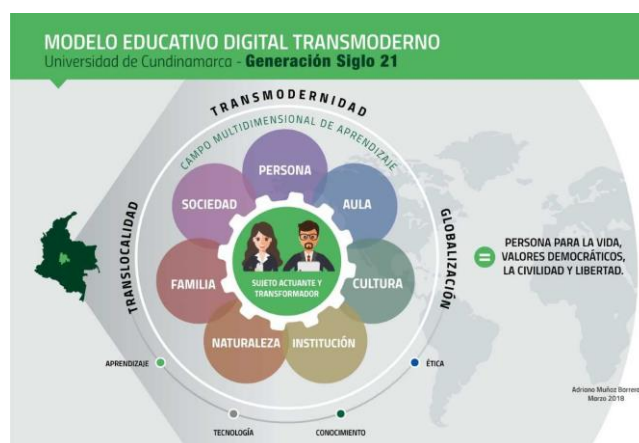 MODELO EDUCATIVO DIGITAL TRANSMODERNO
Universidad de Cundinamarca - Generación Siglo 21
TRANSMODERNIDAD
CAMPO MULTIDIMENSIONAL DE APRENDIZAJE
PERSONA
SOCIEDAD
AULA
TRANSLOCALIDAD
GLOBALIZACIÓN
FAMILIA
SUJETO ACTUANTE Y
TRANSFORMADOR
CULTURA
NATURALEZA
INSTITUCIÓN
PERSONA PARA LA VIDA,
VALORES DEMOCRÁTICOS,
LA CIVILIDAD Y LIBERTAD.
APRENDIZAJE
ÉTICA
TECNOLOGÍA
CONOCIMIENTO
Adriano Muñoz Barrera
Marzo 2018